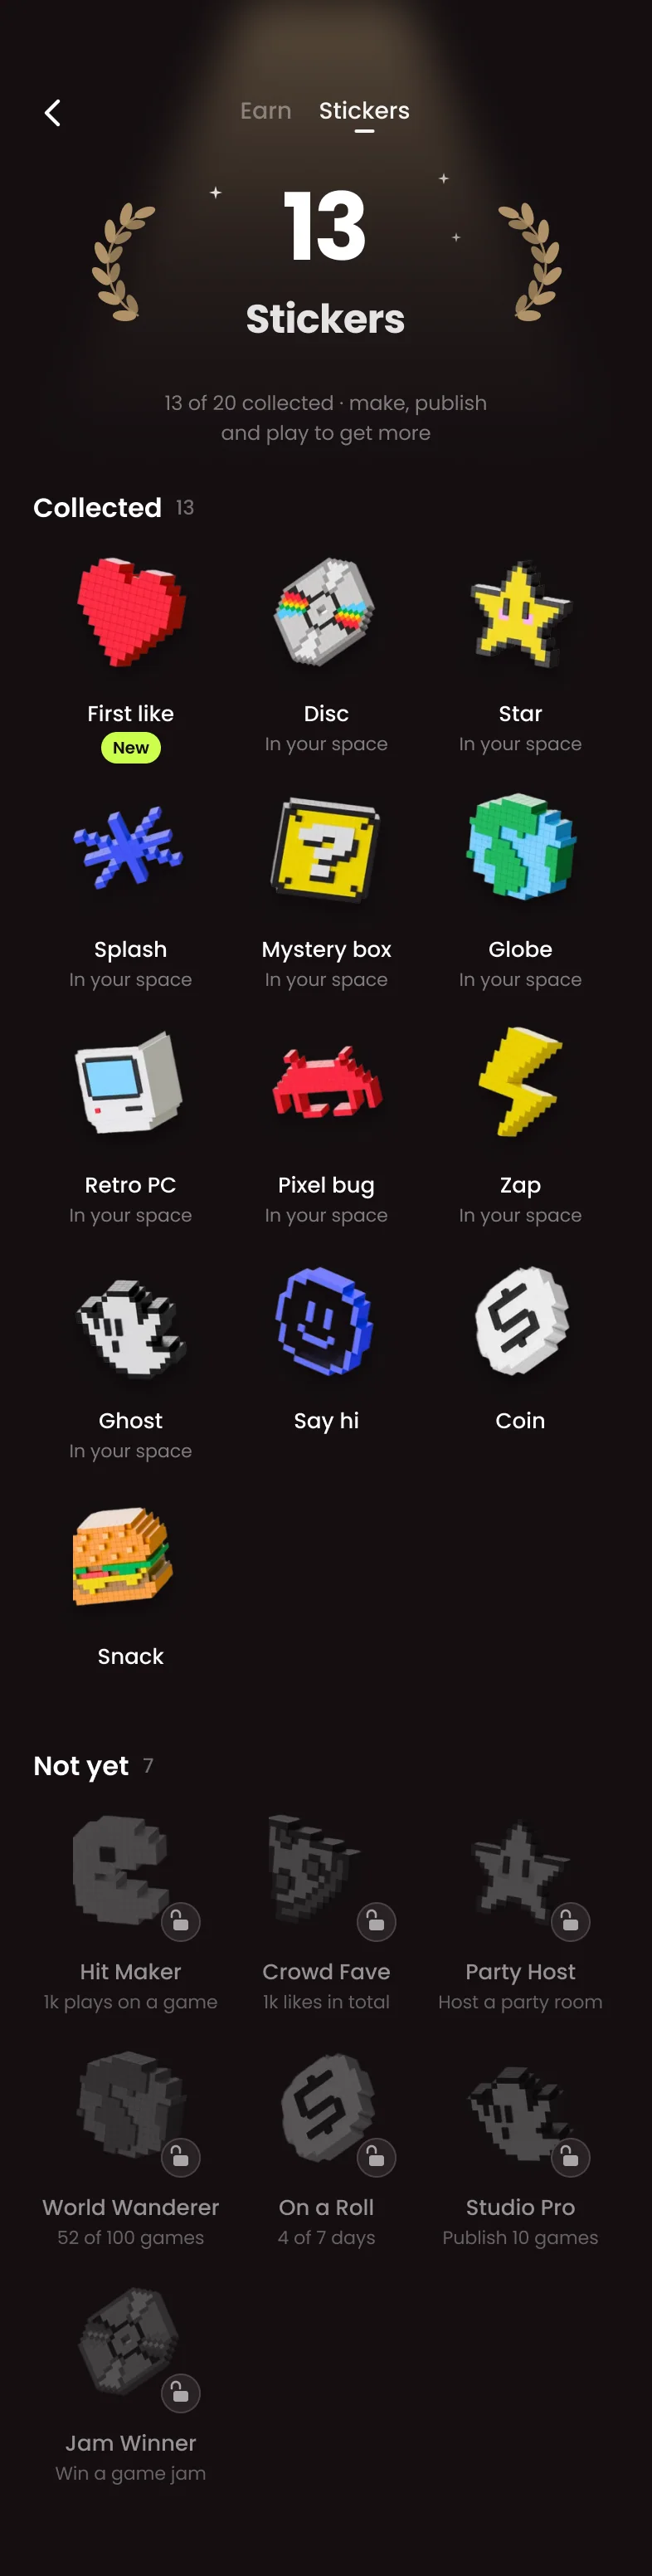 Earn Stickers
13
Stickers
13 of 20 collected · make, publish
and play to get more
Collected 13
First like Disc Star
New In your space In your space
Splash Mystery box Globe
In your space In your space In your space
Retro PC Pixel bug Zap
In your space In your space In your space
Ghost Say hi Coin
In your space
Snack
Not yet 7
Hit Maker Crowd Fave Party Host
1k plays on a game 1k likes in total Host a party room
World Wanderer On a Roll Studio Pro
52 of 100 games 4 of 7 days Publish 10 games
Jam Winner
Win a game jam